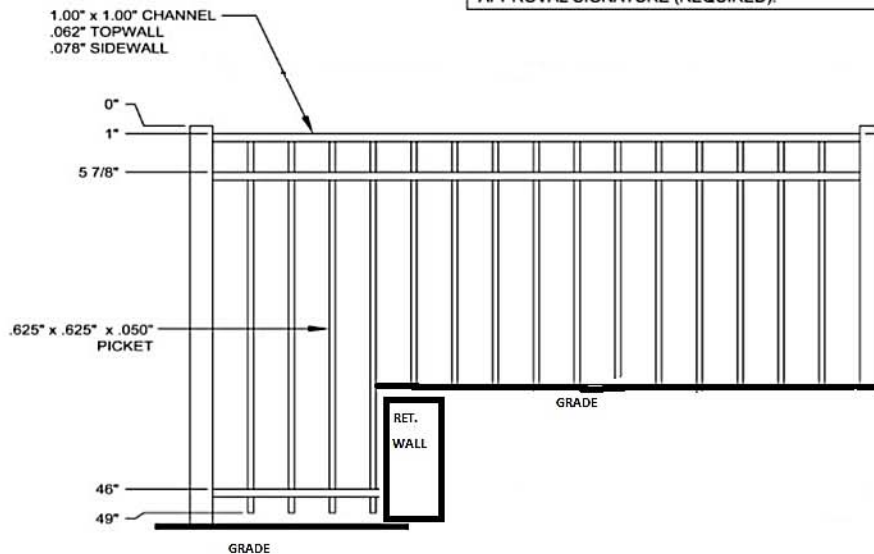 APPROVAL SIGNATURE (REQUIRED):
1.00" x 1.00" CHANNEL
.062" TOPWALL
.078" SIDEWALL
0"
1"
5 7/8"
.625" x .625" x .050"
PICKET
GRADE
RET.
WALL
46"
49"
GRADE